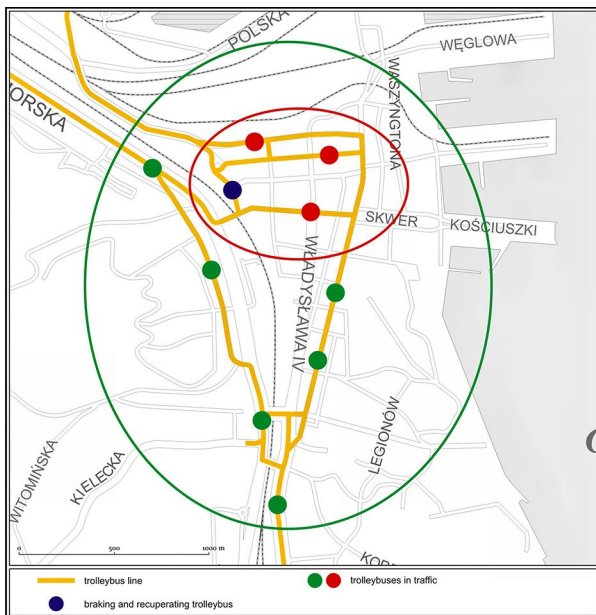 POLSKA
WĘGLOWA
MORSKA
WASZYNGTONA
SKWER KOŚCIUSZKI
WŁADYSŁAWA IV
LEGIONÓW
WITOMIŃSKA
KIELECKA
0 500 1000 m
trolleybus line
trolleybuses in traffic
braking and recuperating trolleybus